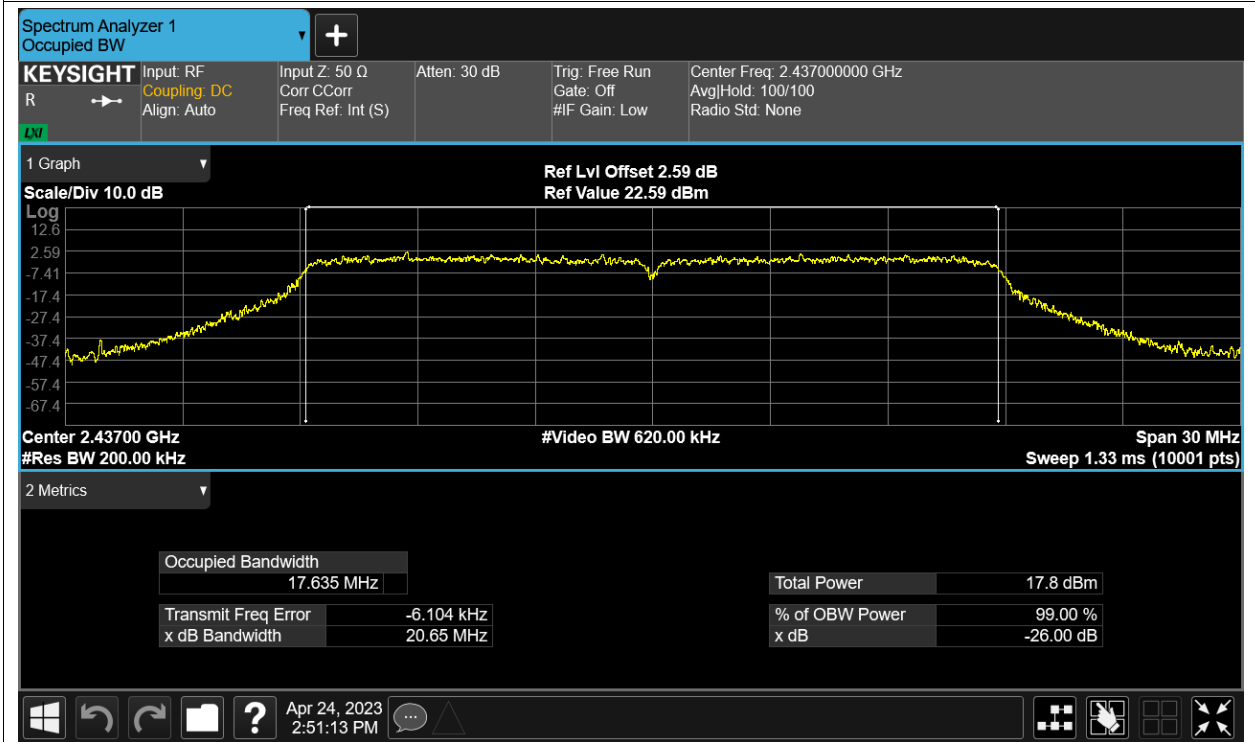 Spectrum Analyzer 1
Occupied BW
KEYSIGHT Input: RF Input Z: 50 Ω Atten: 30 dB Trig: Free Run Center Freq: 2.437000000 GHz
R Coupling: DC Corr CCorr Gate: Off Avg|Hold: 100/100
Align: Auto Freq Ref: Int (S) #IF Gain: Low Radio Std: None
LXI
1 Graph Ref Lvl Offset 2.59 dB
Scale/Div 10.0 dB Ref Value 22.59 dBm
Log
12.6
2.59
-7.41
-17.4
-27.4
-37.4
-47.4
-57.4
-67.4
Center 2.43700 GHz #Video BW 620.00 kHz Span 30 MHz
#Res BW 200.00 kHz Sweep 1.33 ms (10001 pts)
2 Metrics
Occupied Bandwidth
17.635 MHz Total Power 17.8 dBm
Transmit Freq Error -6.104 kHz % of OBW Power 99.00 %
x dB Bandwidth 20.65 MHz x dB -26.00 dB
? Apr 24, 2023
2:51:13 PM